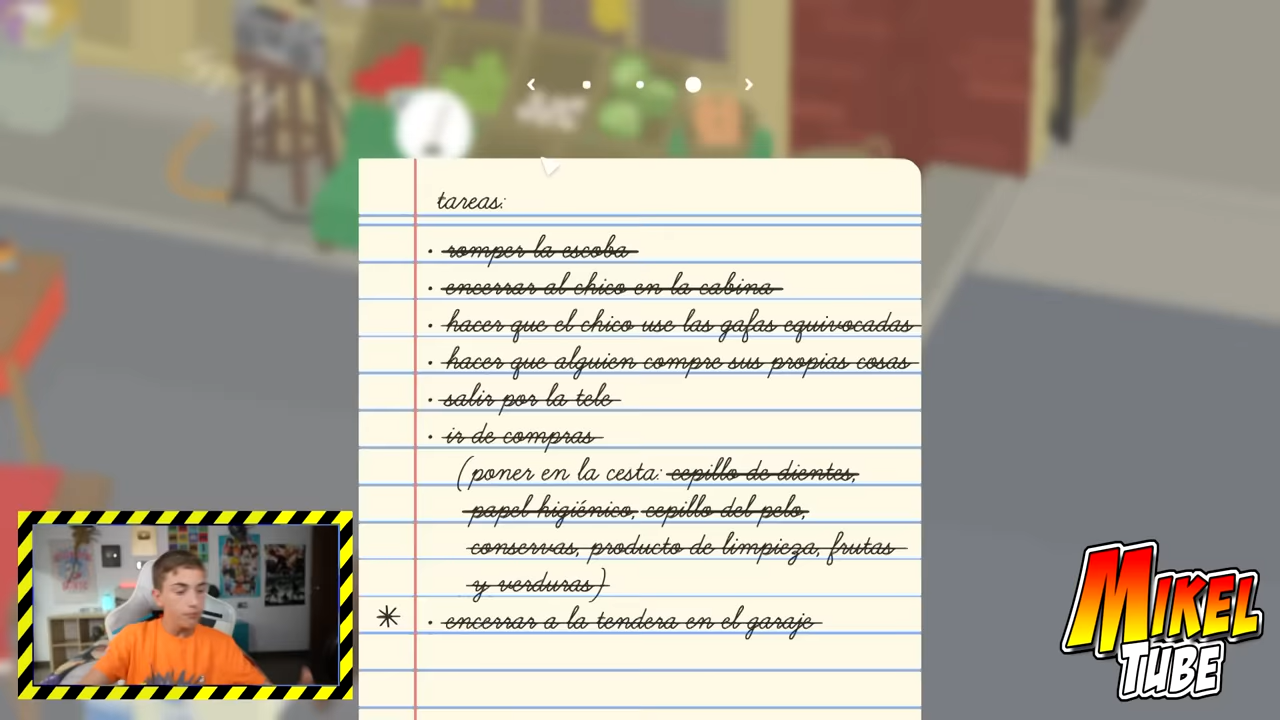 tareas:
• romper la escoba
• encerrar al chico en la cabina
• hacer que el chico use las gafas equivocadas
• hacer que alguien compre sus propias cosas
• salir por la tele
• ir de compras
(poner en la cesta: cepillo de dientes,
papel higiénico, cepillo del pelo,
conservas, producto de limpieza, frutas
y verduras)
• encerrar a la tendera en el garaje
MIKEL
TUBE